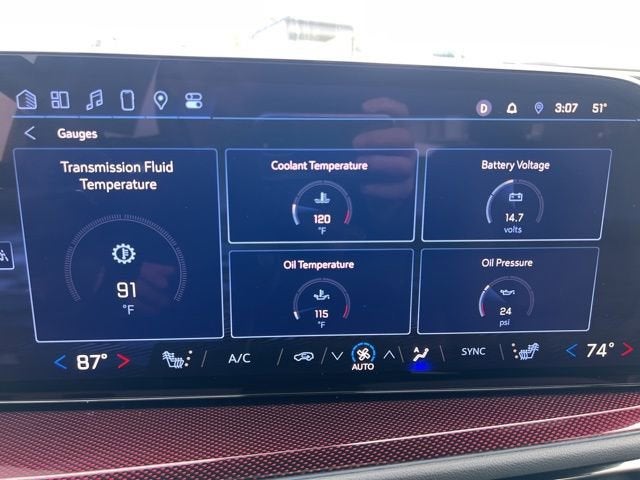 D 3:07 51°
Gauges
Transmission Fluid
Temperature
91
°F
Coolant Temperature
120
°F
Battery Voltage
14.7
volts
Oil Temperature
115
°F
Oil Pressure
24
psi
87° A/C AUTO A SYNC 74°